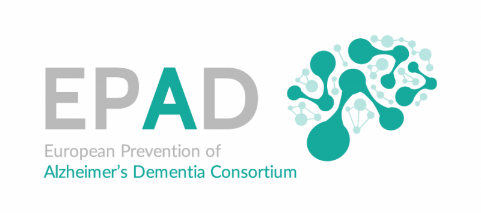 EPAD
European Prevention of
Alzheimer's Dementia Consortium